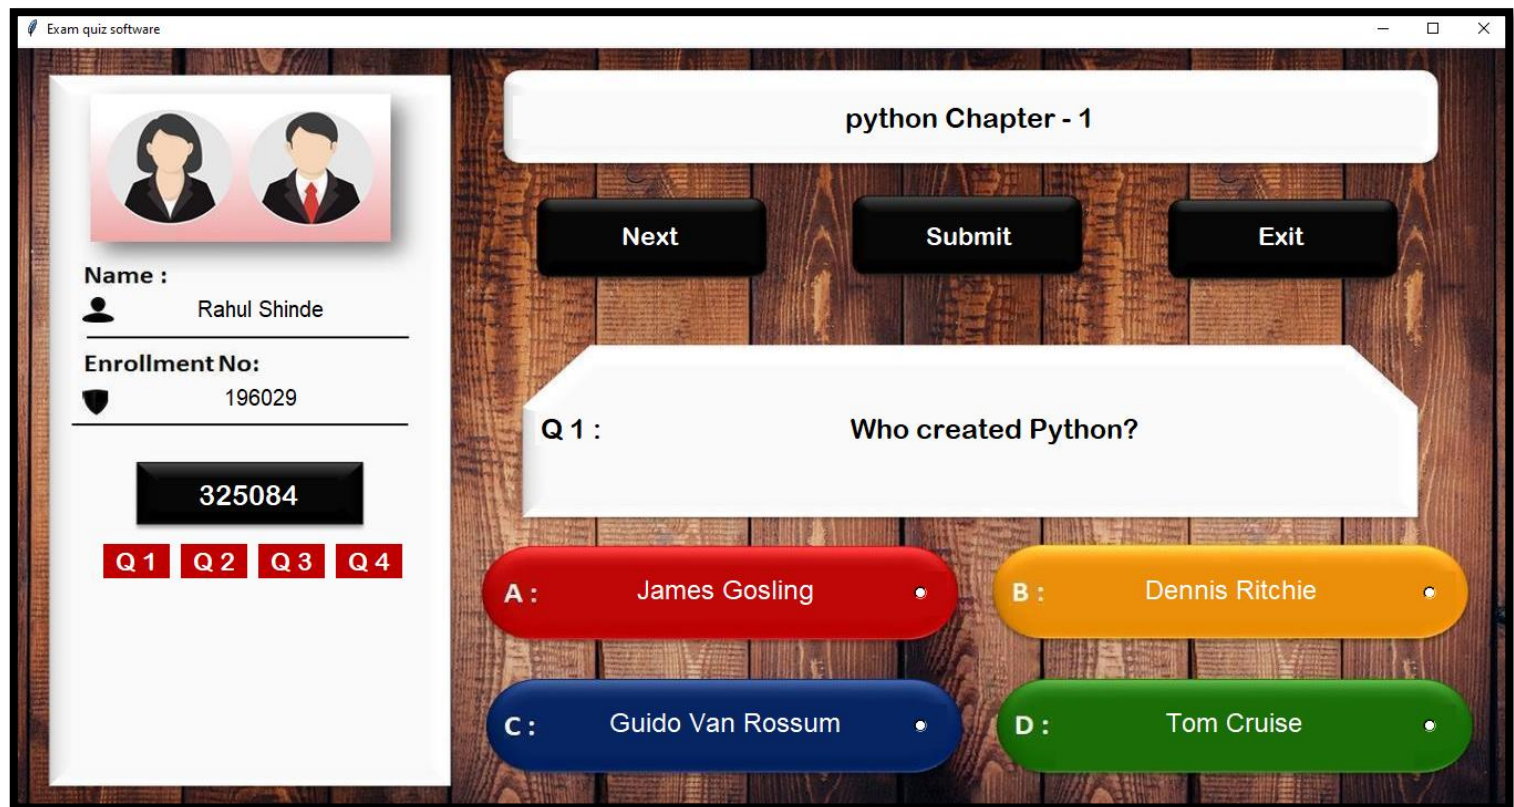 Exam quiz software
python Chapter - 1
Next
Submit
Exit
Name :
Rahul Shinde
Enrollment No:
196029
325084
Q 1
Q 2
Q 3
Q 4
Q 1 :
Who created Python?
A :
James Gosling
B :
Dennis Ritchie
C :
Guido Van Rossum
D :
Tom Cruise